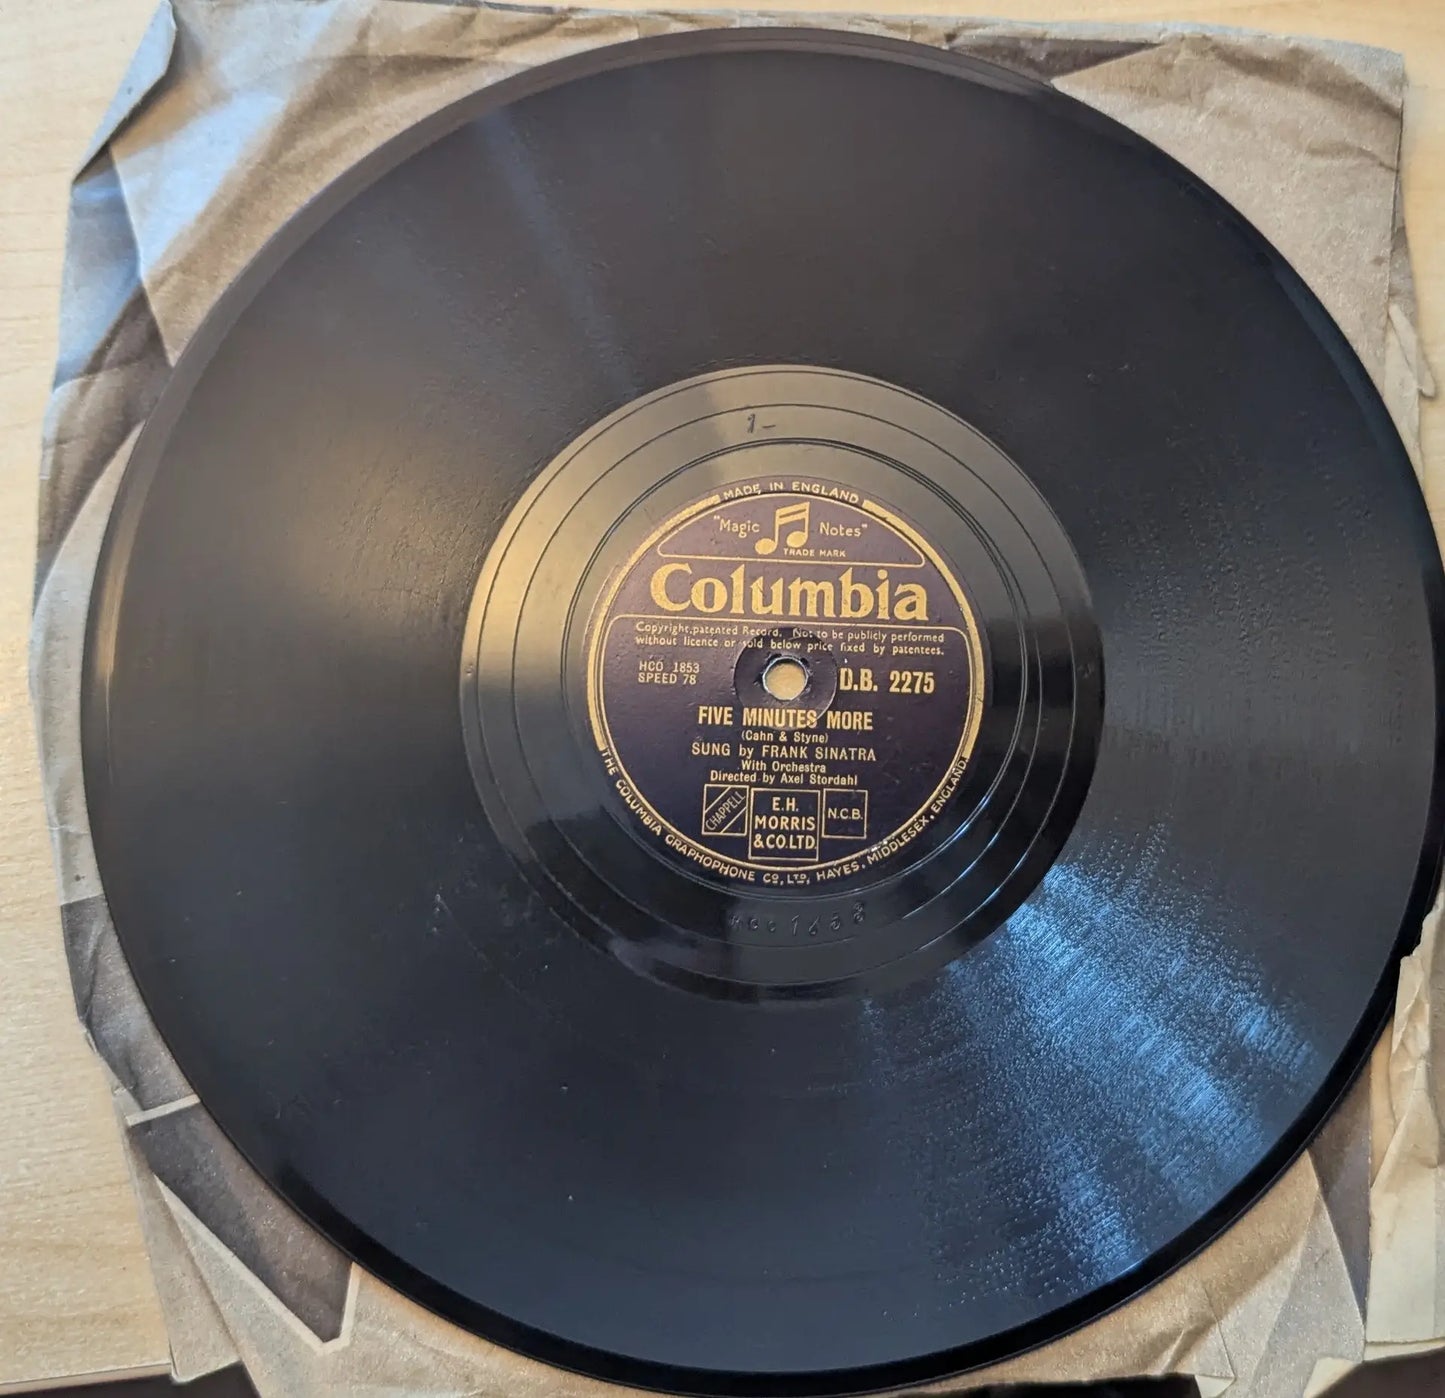 1-
MADE IN ENGLAND
"Magic Notes"
TRADE MARK
Columbia
Copyright, patented Record. Not to be publicly performed
without licence or sold below price fixed by patentees.
HCO 1853
SPEED 78
D.B. 2275
FIVE MINUTES MORE
(Cahn & Styne)
SUNG by FRANK SINATRA
With Orchestra
Directed by Axel Stordahl
CHAPPELL
E.H.
MORRIS
& CO. LTD.
N.C.B.
THE COLUMBIA GRAPHOPHONE CO., LTD., HAYES, MIDDLESEX, ENGLAND.